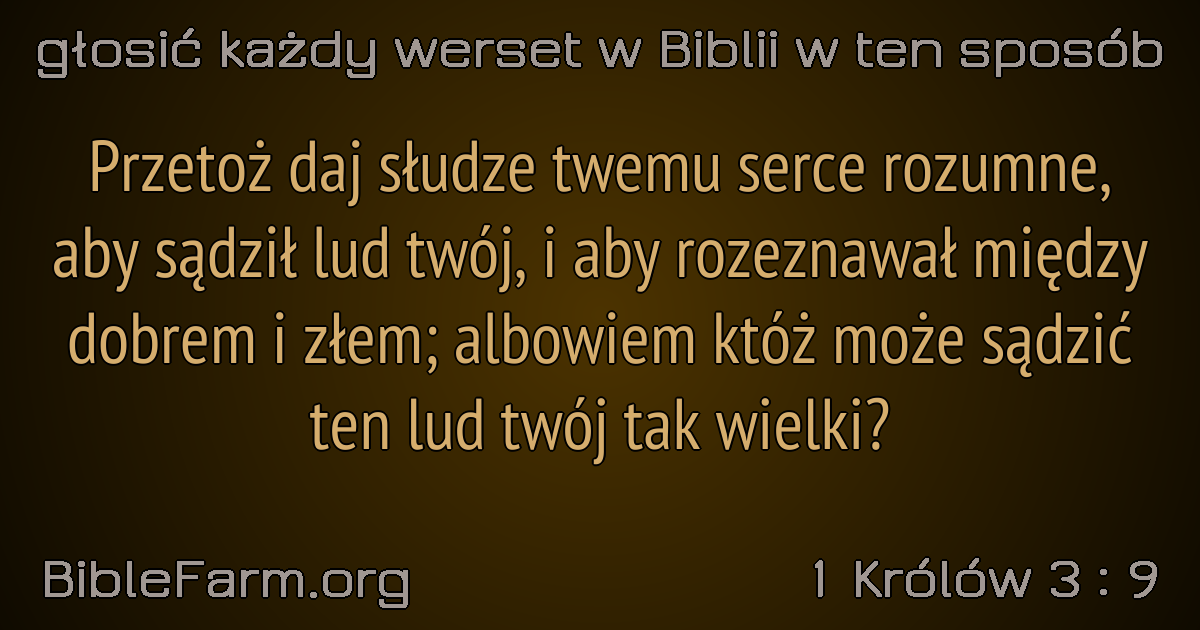 głosić każdy werset w Biblii w ten sposób
Przetoż daj słudze twemu serce rozumne,
aby sądził lud twój, i aby rozeznawał między
dobrem i złem; albowiem któż może sądzić
ten lud twój tak wielki?
BibleFarm.org
1 Królów 3 : 9